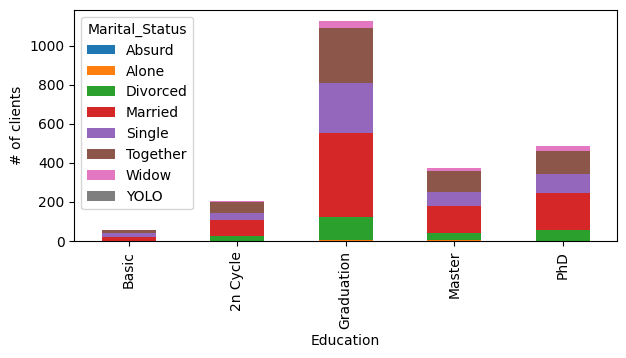 Marital_Status
Absurd
Alone
Divorced
Married
Single
Together
Widow
YOLO
# of clients
1000
800
600
400
200
0
Basic
2n Cycle
Graduation
Master
PhD
Education